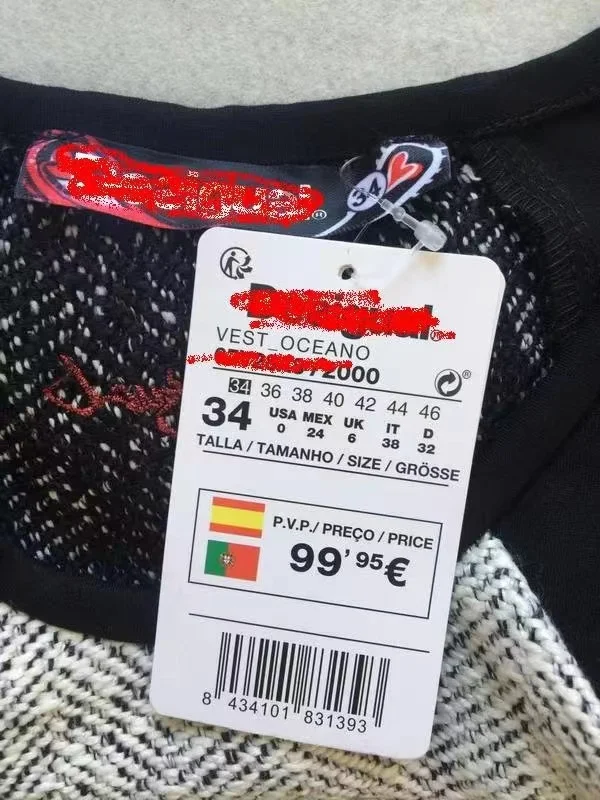 34
VEST_OCEANO
2000
34 36 38 40 42 44 46
34 USA MEX UK IT D
0 24 6 38 32
TALLA / TAMANHO / SIZE / GRÖSSE
P.V.P./ PREÇO / PRICE
99'95€
8 434101 831393